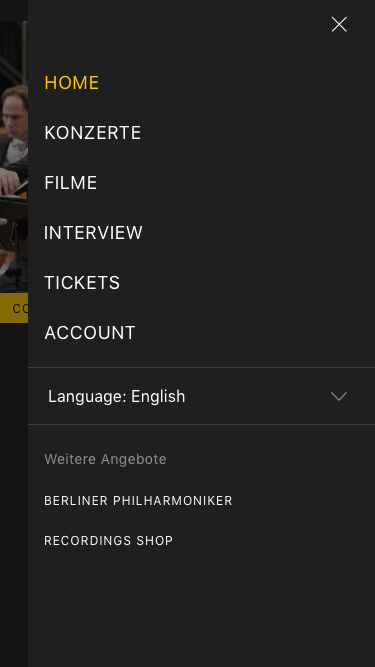 HOME
KONZERTE
FILME
INTERVIEW
TICKETS
ACCOUNT
Language: English
Weitere Angebote
BERLINER PHILHARMONIKER
RECORDINGS SHOP